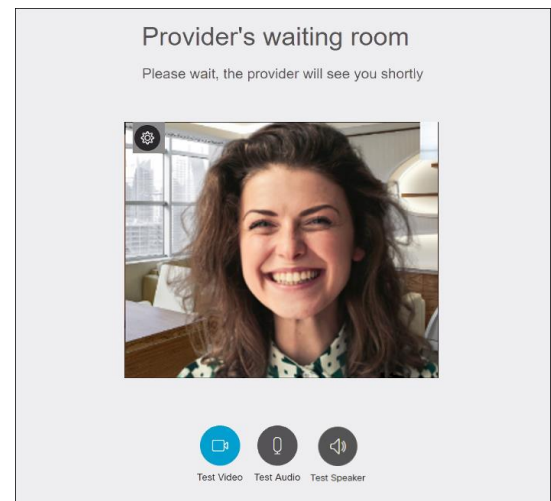 Provider's waiting room
Please wait, the provider will see you shortly
Test Video Test Audio Test Speaker